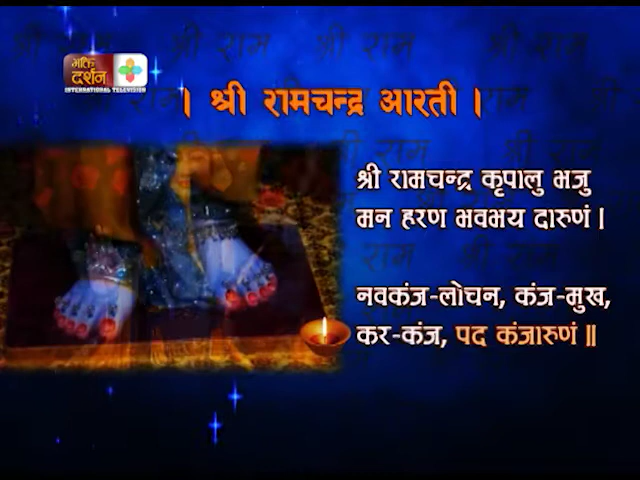 भक्ति
दर्शन
INTERNATIONAL TELEVISION
। श्री रामचन्द्र आरती ।
श्री रामचन्द्र कृपालु भजु
मन हरण भवभय दारुणं ।
नवकंज-लोचन, कंज-मुख,
कर-कंज, पद कंजारुणं ॥